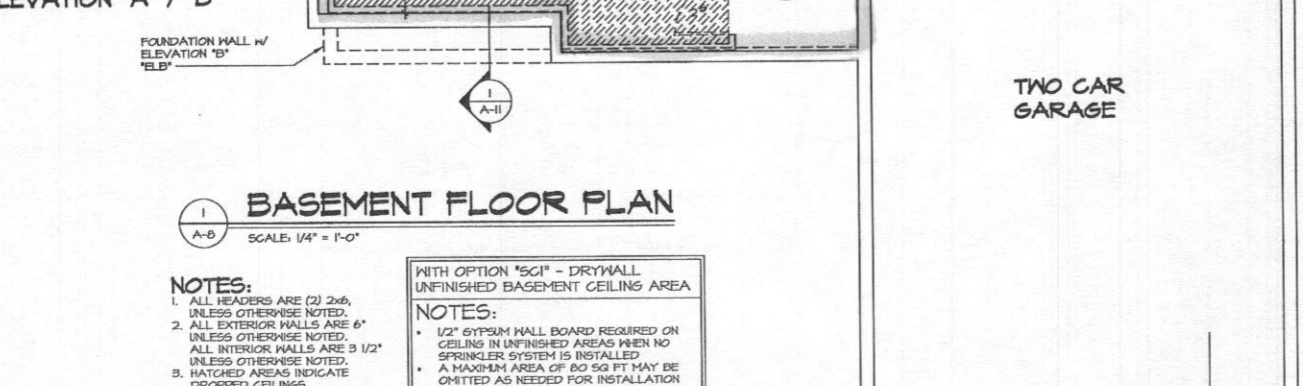 ELEVATION "A" / "B"
FOUNDATION WALL W/
ELEVATION "B"
"ELB"
1
A-11
TWO CAR
GARAGE
1
A-8
BASEMENT FLOOR PLAN
SCALE: 1/4" = 1'-0"
NOTES:
1. ALL HEADERS ARE (2) 2x6,
UNLESS OTHERWISE NOTED.
2. ALL EXTERIOR WALLS ARE 6"
UNLESS OTHERWISE NOTED.
ALL INTERIOR WALLS ARE 3 1/2"
UNLESS OTHERWISE NOTED.
3. HATCHED AREAS INDICATE
DROPPED CEILINGS
WITH OPTION "SCI" - DRYWALL
UNFINISHED BASEMENT CEILING AREA
NOTES:
• 1/2" GYPSUM WALL BOARD REQUIRED ON
CEILING IN UNFINISHED AREAS WHEN NO
SPRINKLER SYSTEM IS INSTALLED
• A MAXIMUM AREA OF 80 SQ FT MAY BE
OMITTED AS NEEDED FOR INSTALLATION